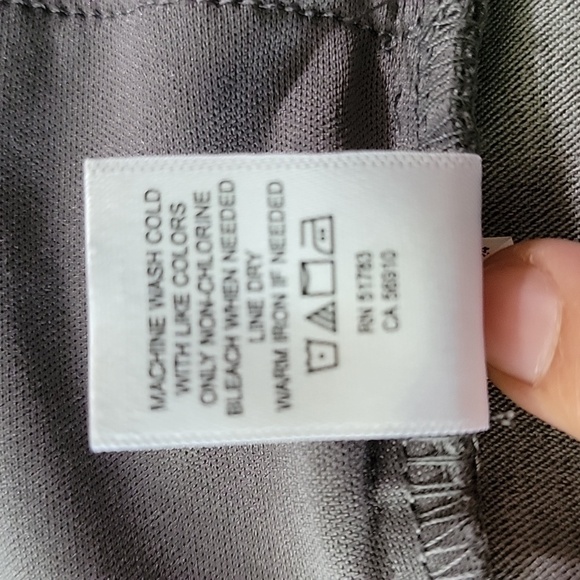 MACHINE WASH COLD
WITH LIKE COLORS
ONLY NON-CHLORINE
BLEACH WHEN NEEDED
LINE DRY
WARM IRON IF NEEDED
RN 51783
CA 56910